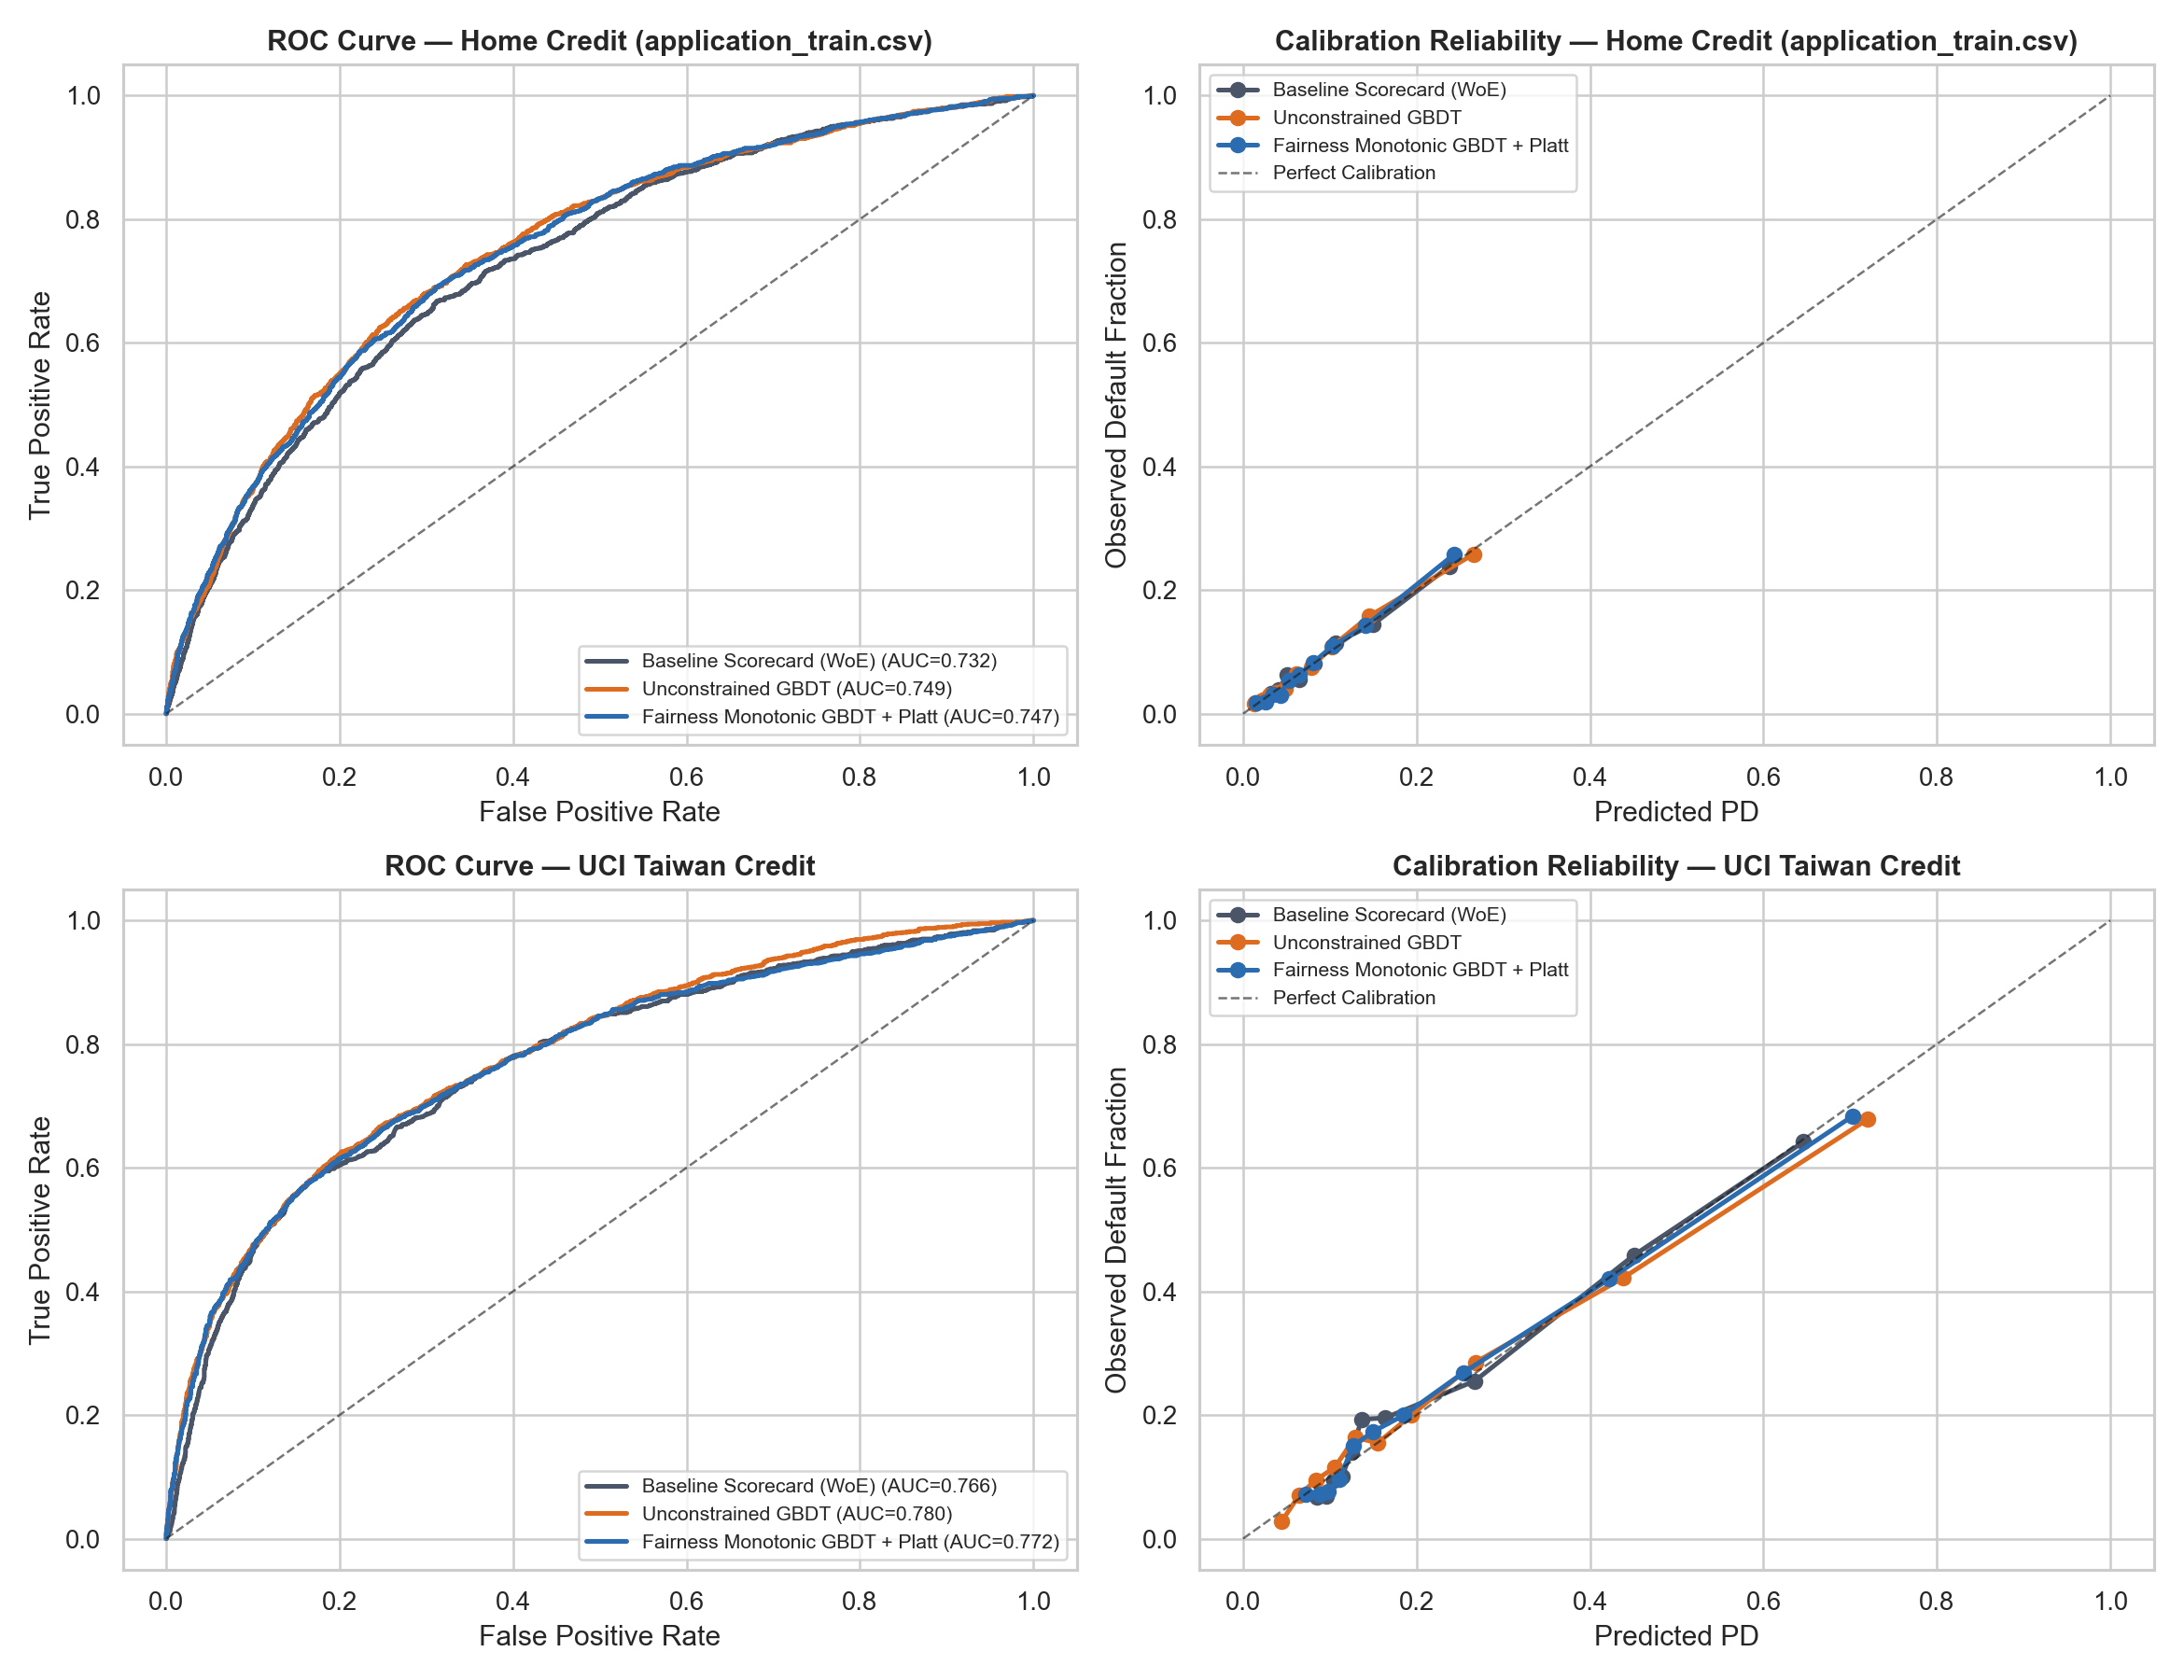 ROC Curve — Home Credit (application_train.csv)
True Positive Rate
1.0
0.8
0.6
0.4
0.2
0.0
Baseline Scorecard (WoE) (AUC=0.732)
Unconstrained GBDT (AUC=0.749)
Fairness Monotonic GBDT + Platt (AUC=0.747)
0.0 0.2 0.4 0.6 0.8 1.0
False Positive Rate
Calibration Reliability — Home Credit (application_train.csv)
Observed Default Fraction
1.0
0.8
0.6
0.4
0.2
0.0
Baseline Scorecard (WoE)
Unconstrained GBDT
Fairness Monotonic GBDT + Platt
Perfect Calibration
0.0 0.2 0.4 0.6 0.8 1.0
Predicted PD
ROC Curve — UCI Taiwan Credit
True Positive Rate
1.0
0.8
0.6
0.4
0.2
0.0
Baseline Scorecard (WoE) (AUC=0.766)
Unconstrained GBDT (AUC=0.780)
Fairness Monotonic GBDT + Platt (AUC=0.772)
0.0 0.2 0.4 0.6 0.8 1.0
False Positive Rate
Calibration Reliability — UCI Taiwan Credit
Observed Default Fraction
1.0
0.8
0.6
0.4
0.2
0.0
Baseline Scorecard (WoE)
Unconstrained GBDT
Fairness Monotonic GBDT + Platt
Perfect Calibration
0.0 0.2 0.4 0.6 0.8 1.0
Predicted PD